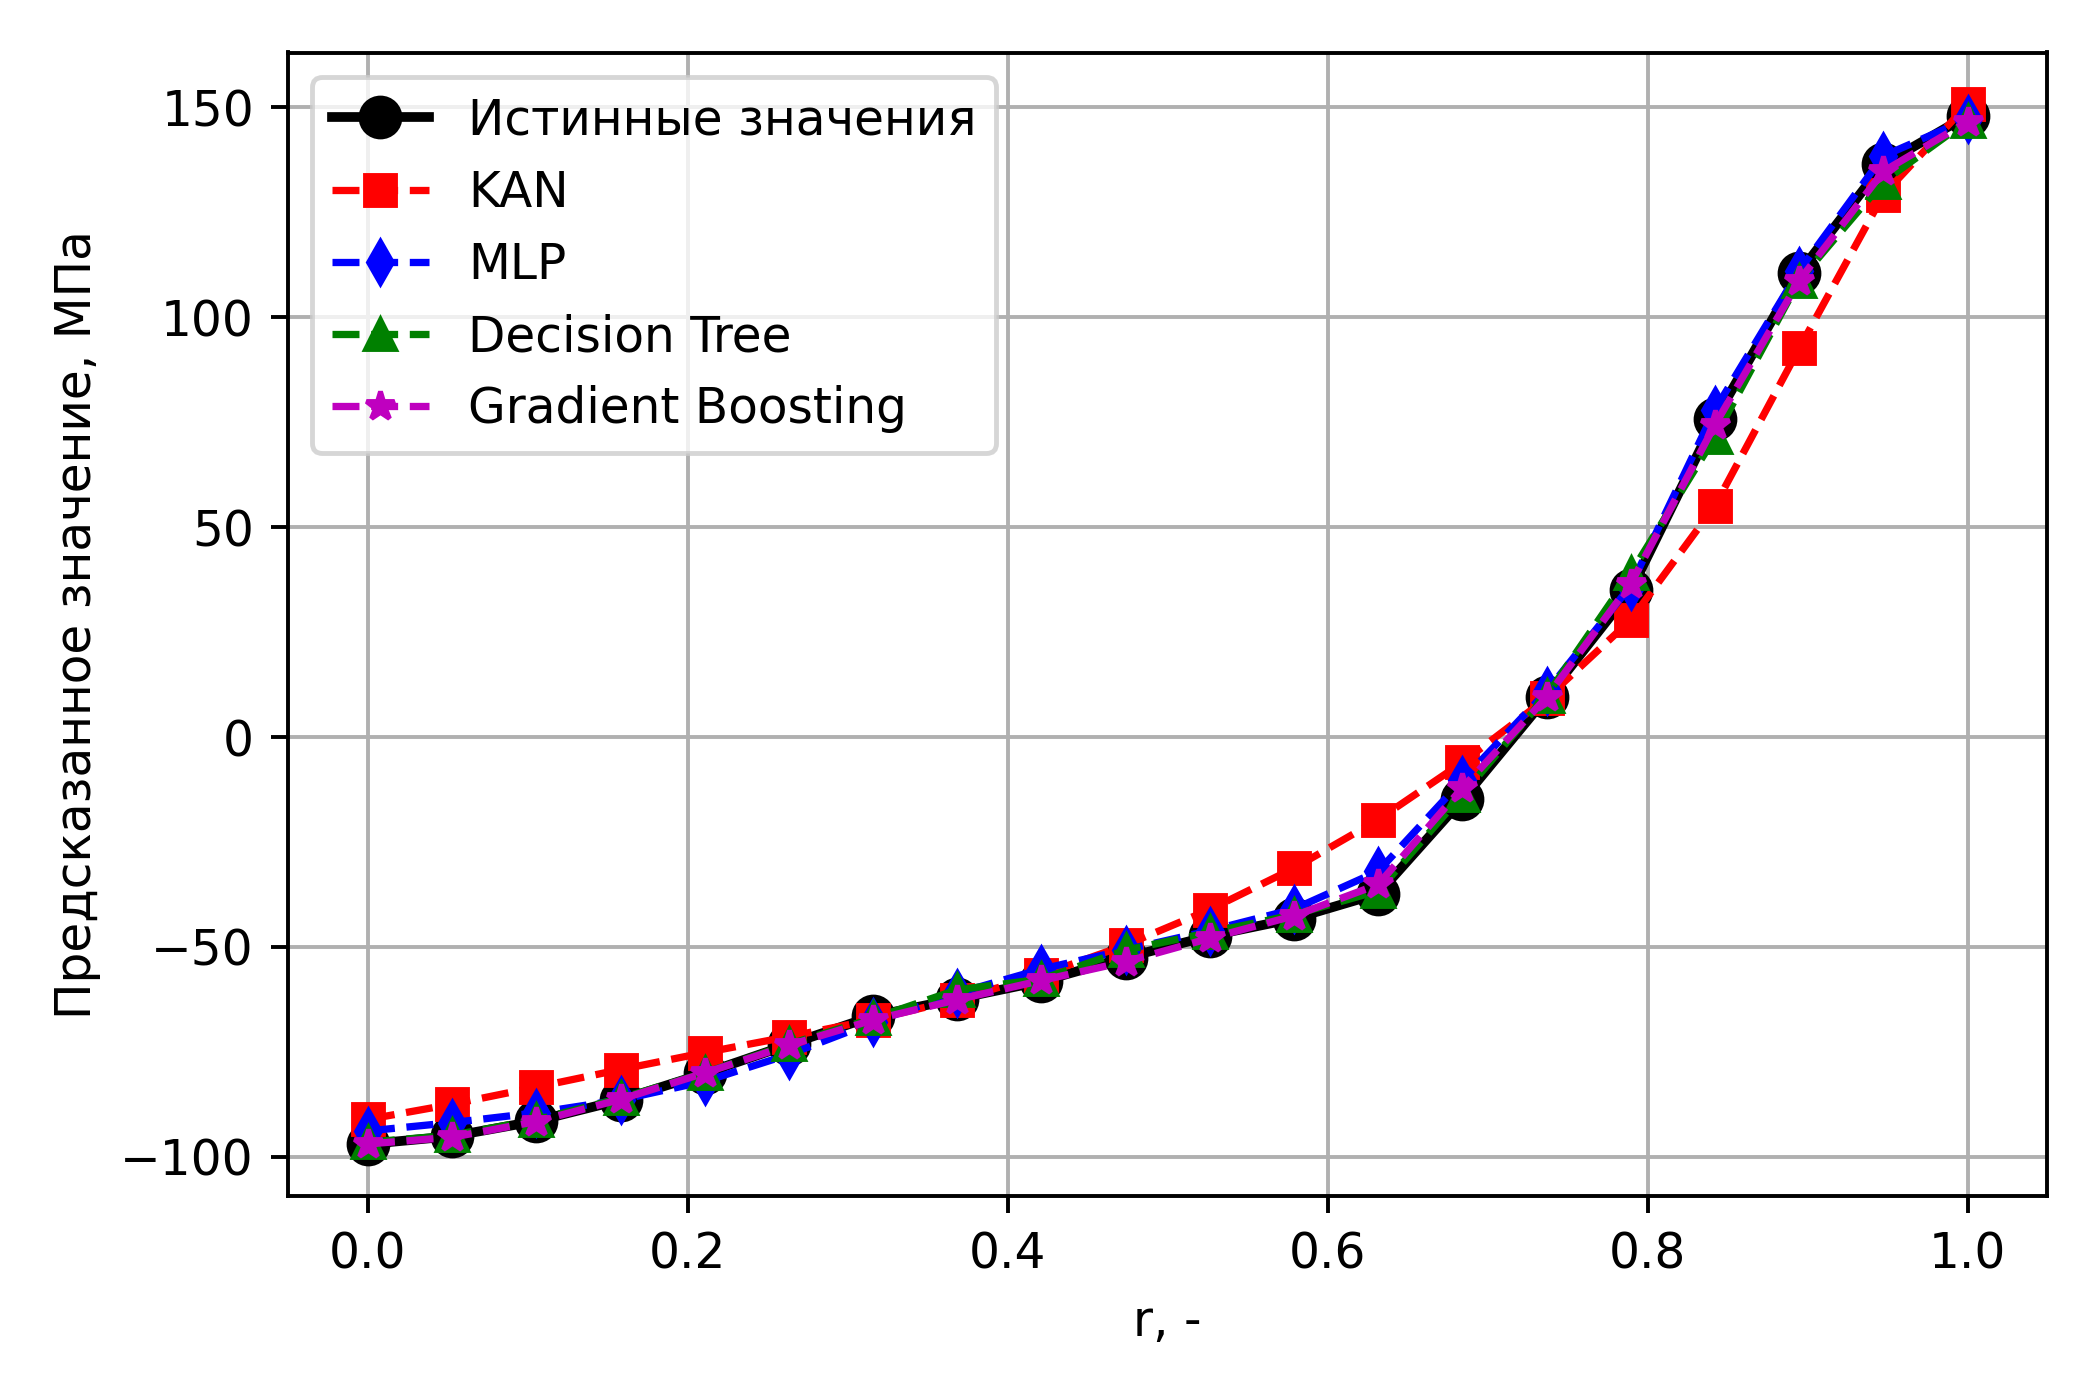 Истинные значения
KAN
MLP
Decision Tree
Gradient Boosting
Предсказанное значение, МПа
150
100
50
0
−50
−100
0.0 0.2 0.4 0.6 0.8 1.0
r, -